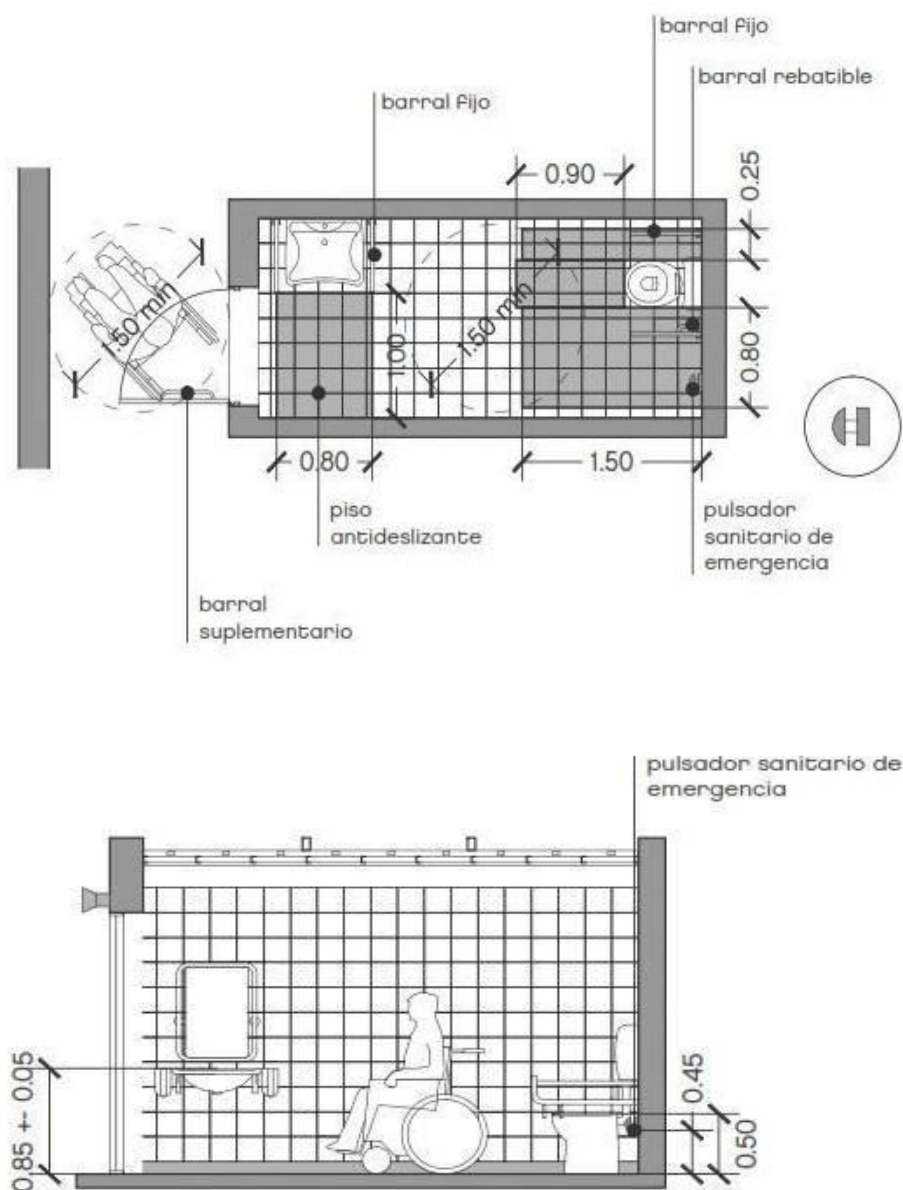 barral fijo
barral rebatible
barral fijo
0.90
0.25
1.50 min
1.50 min
1.00
0.80
0.80
1.50
piso
antideslizante
pulsador
sanitario de
emergencia
barral
suplementario
pulsador sanitario de
emergencia
0.85 +- 0.05
0.45
0.50